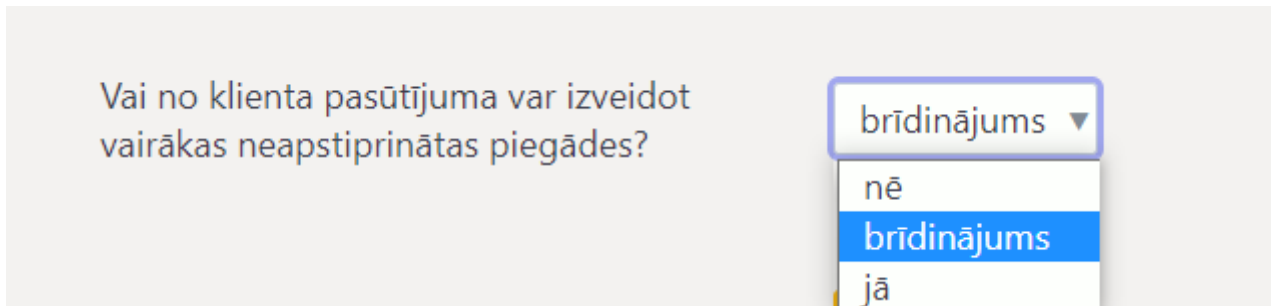 Vai no klienta pasūtījuma var izveidot
vairākas neapstiprinātas piegādes?
brīdinājums ▼
nē
brīdinājums
jā